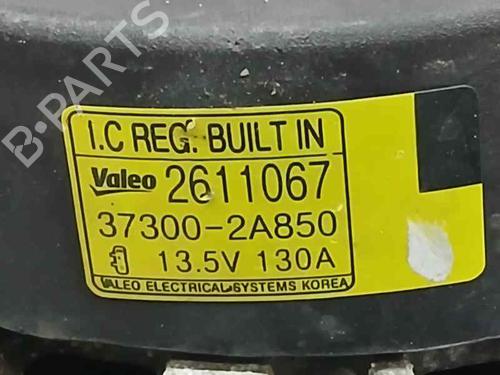 B-PARTS
I.C REG. BUILT IN
Valeo 2611067
37300-2A850
13.5V 130A
VALEO ELECTRICAL SYSTEMS KOREA